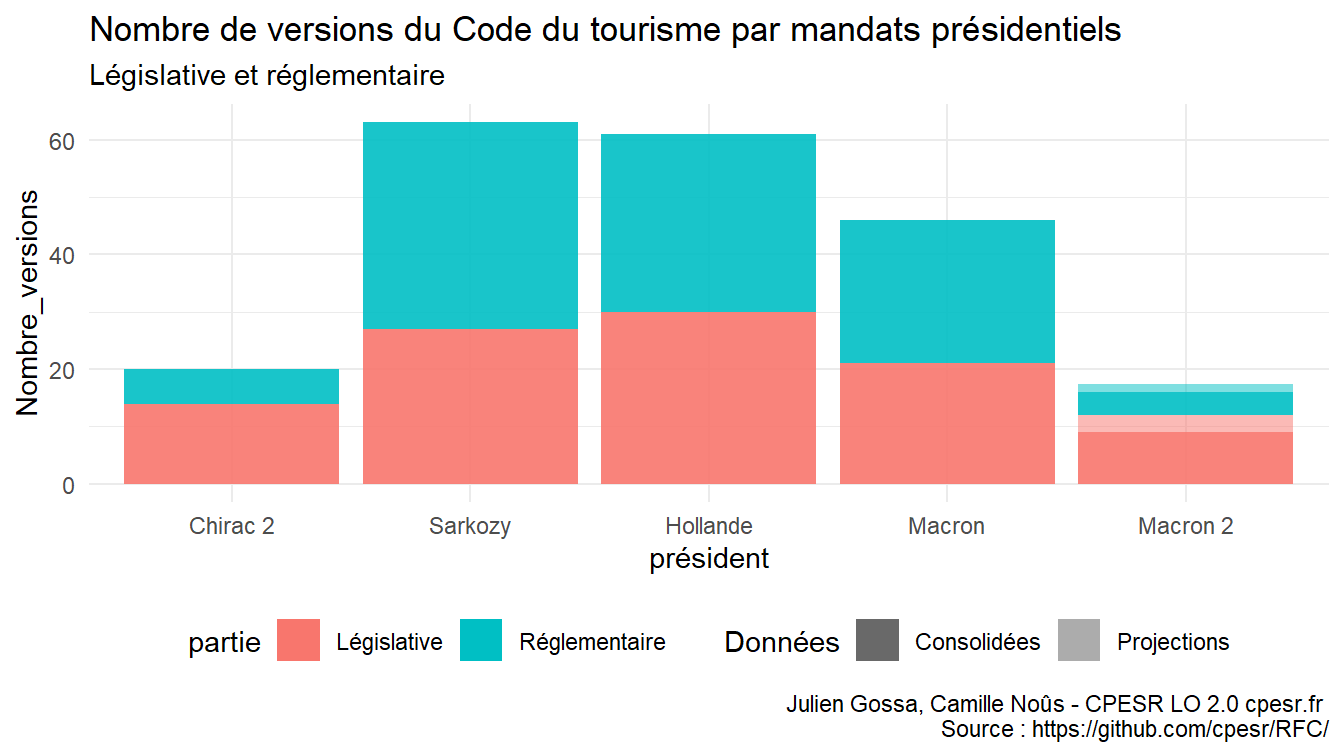 Nombre de versions du Code du tourisme par mandats présidentiels
Législative et réglementaire
Nombre_versions
60
40
20
0
Chirac 2 Sarkozy Hollande Macron Macron 2
président
partie Législative Réglementaire Données Consolidées Projections
Julien Gossa, Camille Noûs - CPESR LO 2.0 cpesr.fr
Source : https://github.com/cpesr/RFC/